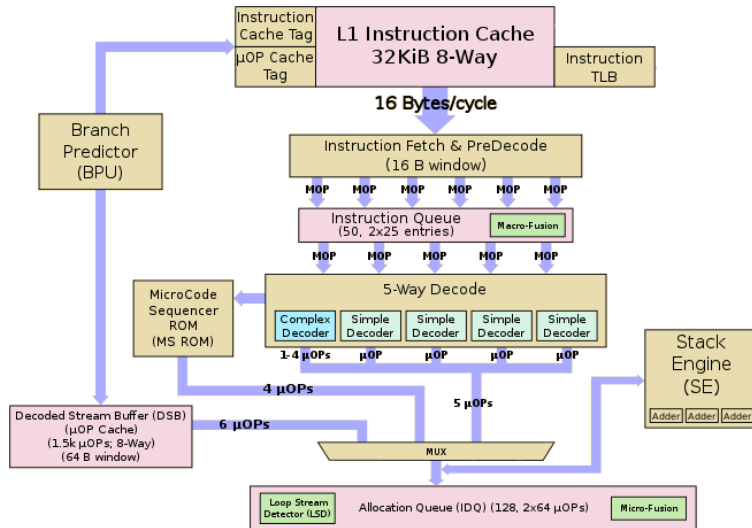 Instruction
Cache Tag
µOP Cache
Tag
L1 Instruction Cache
32KiB 8-Way
Instruction
TLB
16 Bytes/cycle
Branch
Predictor
(BPU)
Instruction Fetch & PreDecode
(16 B window)
MOP MOP MOP MOP MOP MOP
Instruction Queue
(50, 2x25 entries)
Macro-Fusion
MOP MOP MOP MOP MOP
MicroCode
Sequencer
ROM
(MS ROM)
5-Way Decode
Complex
Decoder
Simple
Decoder
Simple
Decoder
Simple
Decoder
Simple
Decoder
1-4 µOPs µOP µOP µOP µOP
Stack
Engine
(SE)
Adder Adder Adder
4 µOPs
5 µOPs
Decoded Stream Buffer (DSB)
(µOP Cache)
(1.5k µOPs; 8-Way)
(64 B window)
6 µOPs
MUX
Loop Stream
Detector (LSD)
Allocation Queue (IDQ) (128, 2x64 µOPs)
Micro-Fusion